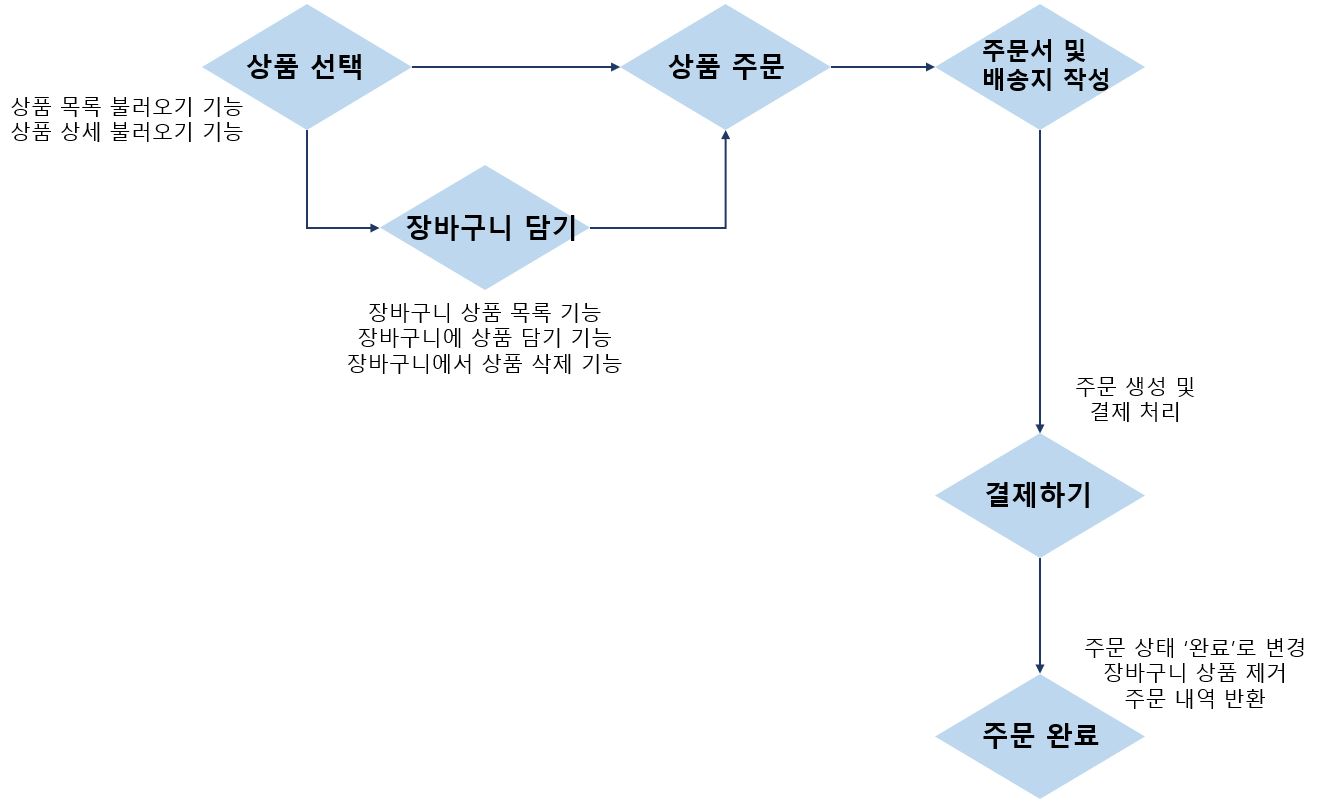 상품 선택
상품 주문
주문서 및
배송지 작성
상품 목록 불러오기 기능
상품 상세 불러오기 기능
장바구니 담기
장바구니 상품 목록 기능
장바구니에 상품 담기 기능
장바구니에서 상품 삭제 기능
주문 생성 및
결제 처리
결제하기
주문 상태 ‘완료’로 변경
장바구니 상품 제거
주문 내역 반환
주문 완료